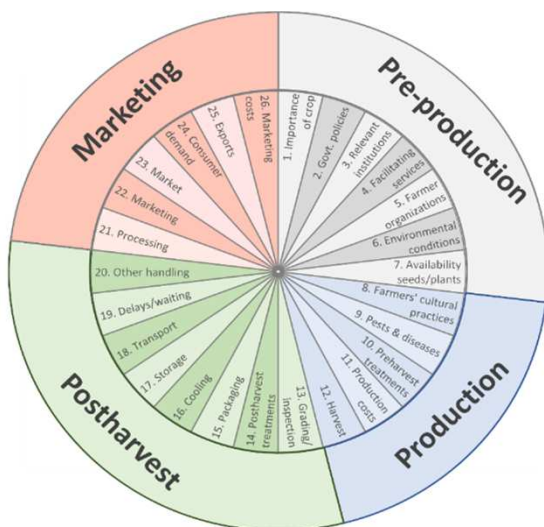 Marketing
Pre-production
Production
Postharvest
1. Importance
of crop
2. Govt. policies
3. Relevant
institutions
4. Facilitating
services
5. Farmer
organizations
6. Environmental
conditions
7. Availability
seeds/plants
8. Farmers' cultural
practices
9. Pests & diseases
10. Preharvest
treatments
11. Production
costs
12. Harvest
13. Grading/
inspection
14. Postharvest
treatments
15. Packaging
16. Cooling
17. Storage
18. Transport
19. Delays/waiting
20. Other handling
21. Processing
22. Marketing
23. Market
24. Consumer
demand
25. Exports
26. Marketing
costs